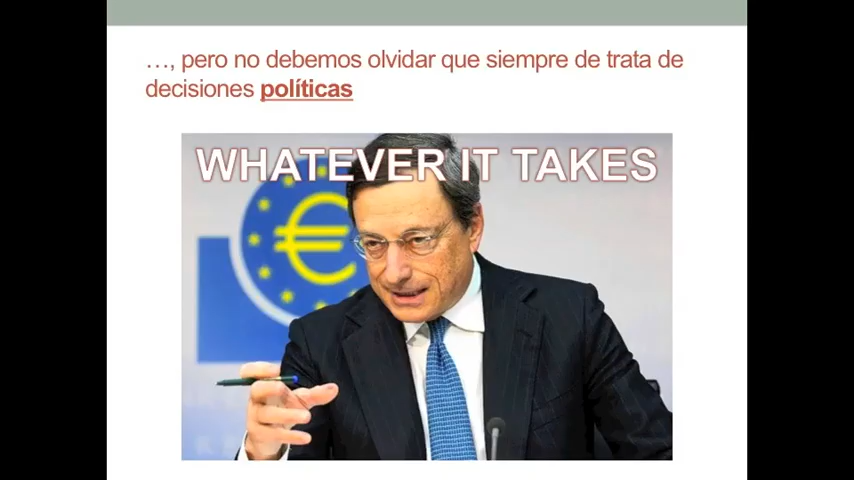 …, pero no debemos olvidar que siempre de trata de
decisiones políticas
WHATEVER IT TAKES